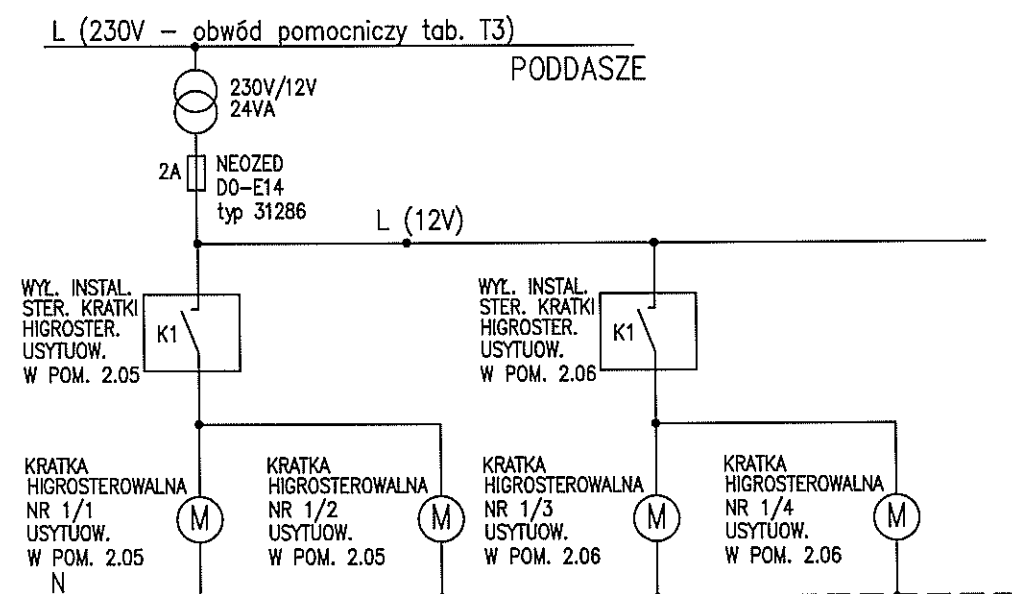 L (230V – obwód pomocniczy tab. T3)
PODDASZE
230V/12V
24VA
2A
NEOZED
D0-E14
typ 31286
L (12V)
WYŁ. INSTAL.
STER. KRATKI
HIGROSTER.
USYTUOW.
W POM. 2.05
K1
WYŁ. INSTAL.
STER. KRATKI
HIGROSTER.
USYTUOW.
W POM. 2.06
K1
KRATKA
HIGROSTEROWALNA
NR 1/1
USYTUOW.
W POM. 2.05
M
KRATKA
HIGROSTEROWALNA
NR 1/2
USYTUOW.
W POM. 2.05
M
KRATKA
HIGROSTEROWALNA
NR 1/3
USYTUOW.
W POM. 2.06
M
KRATKA
HIGROSTEROWALNA
NR 1/4
USYTUOW.
W POM. 2.06
M
N